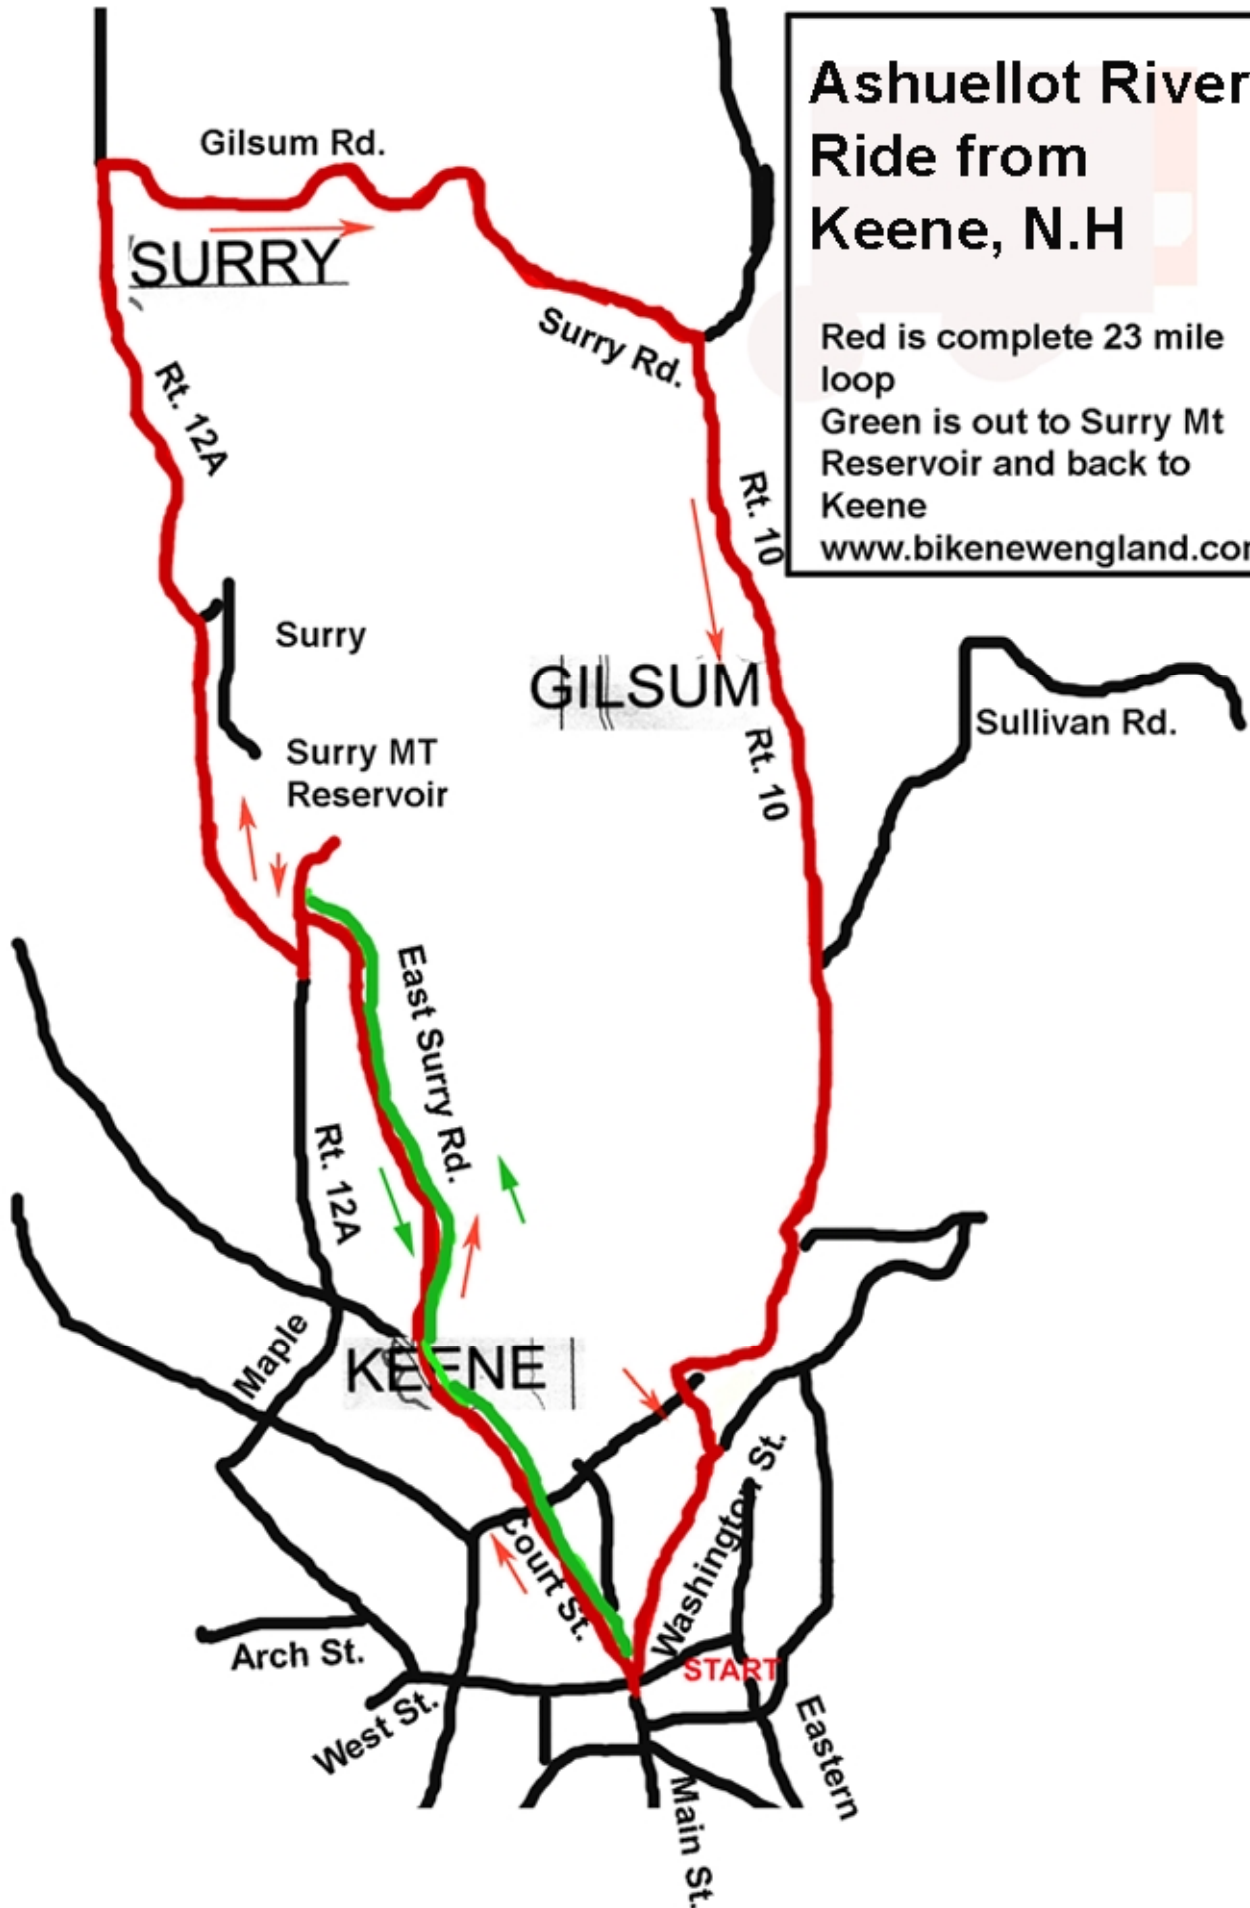 Ashuellot River
Ride from
Keene, N.H
Red is complete 23 mile
loop
Green is out to Surry Mt
Reservoir and back to
Keene
www.bikenewengland.com
Gilsum Rd.
SURRY
Surry Rd.
Rt. 12A
Rt. 10
Surry
GILSUM
Sullivan Rd.
Rt. 10
Surry MT
Reservoir
East Surry Rd.
Rt. 12A
Maple
KEENE
Court St.
Washington St.
Arch St.
START
West St.
Eastern
Main St.